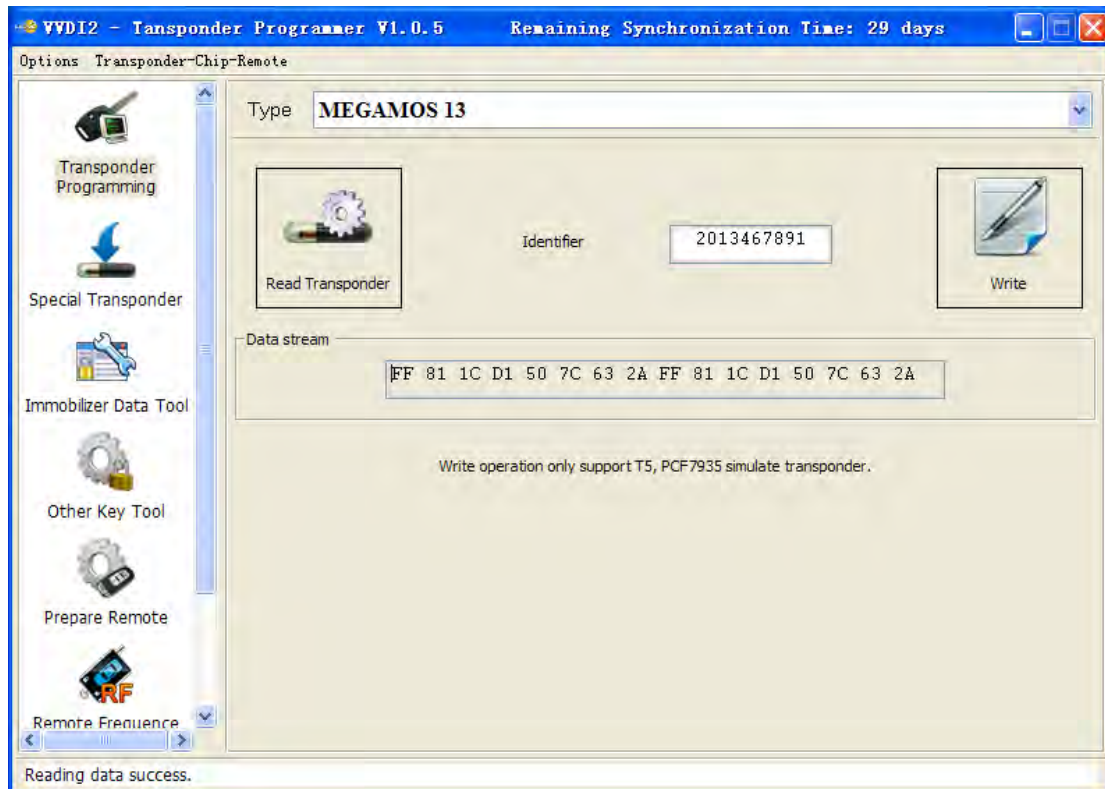 VVDI2 - Tansponder Programmer V1.0.5 Remaining Synchronization Time: 29 days
Options Transponder-Chip-Remote
Transponder
Programming
Special Transponder
Immobilizer Data Tool
Other Key Tool
Prepare Remote
RF
Remote Frequence
Type MEGAMOS 13
Read Transponder
Identifier 2013467891
Write
Data stream
FF 81 1C D1 50 7C 63 2A FF 81 1C D1 50 7C 63 2A
Write operation only support T5, PCF7935 simulate transponder.
Reading data success.